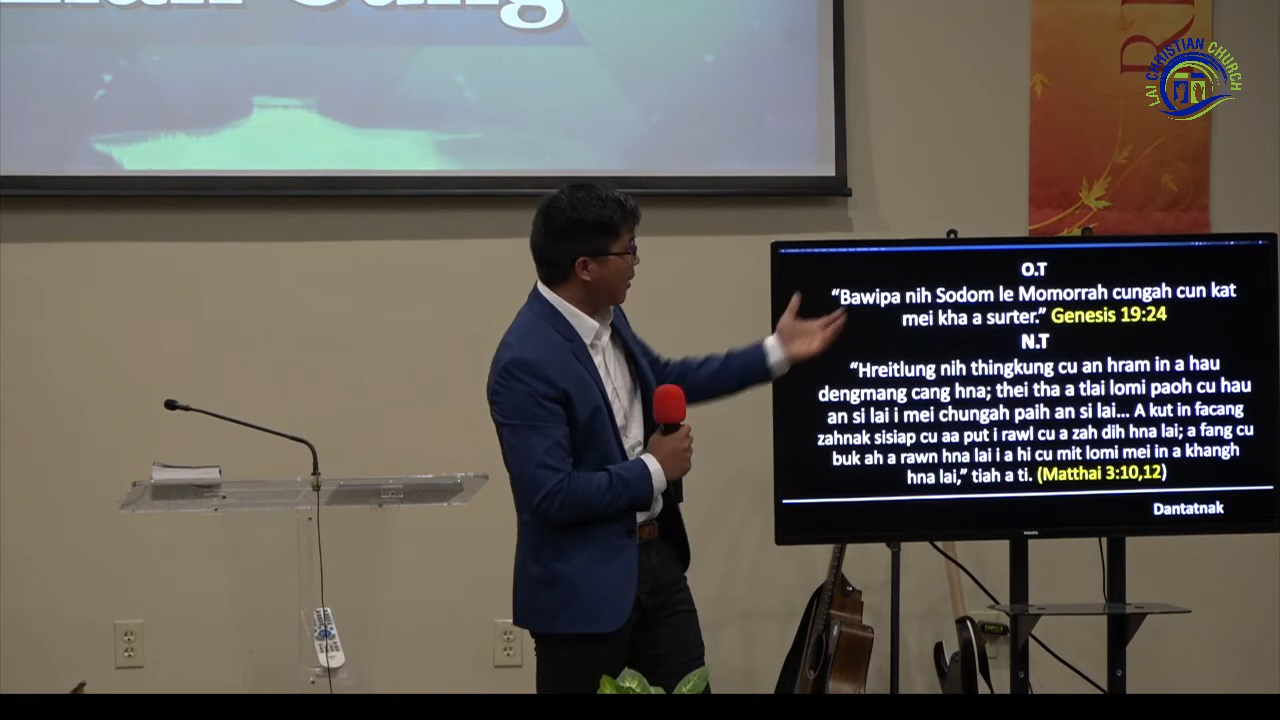 LAI CHRISTIAN CHURCH
O.T
“Bawipa nih Sodom le Momorrah cungah cun kat
mei kha a surter.” Genesis 19:24
N.T
“Hreitlung nih thingkung cu an hram in a hau
dengmang cang hna; thei tha a tlai lomi paoh cu hau
an si lai i mei chungah paih an si lai... A kut in facang
zahnak sisiap cu aa put i rawl cu a zah dih hna lai; a fang cu
buk ah a rawn hna lai i a hi cu mit lomi mei in a khangh
hna lai,” tiah a ti. (Matthai 3:10,12)
Dantatnak
PHILIPS